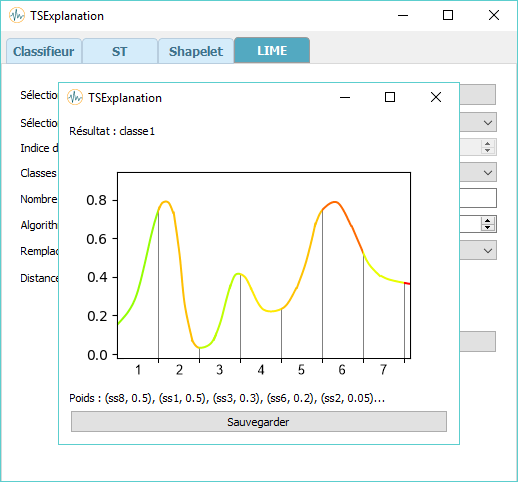 TSExplanation
Classifieur ST Shapelet LIME
Sélectio
TSExplanation
Sélectio
Résultat : classe1
Indice d
Classes
0.8
Nombre
0.6
Algorith
Remplac
0.4
Distance
0.2
0.0
1 2 3 4 5 6 7
Poids : (ss8, 0.5), (ss1, 0.5), (ss3, 0.3), (ss6, 0.2), (ss2, 0.05)...
Sauvegarder